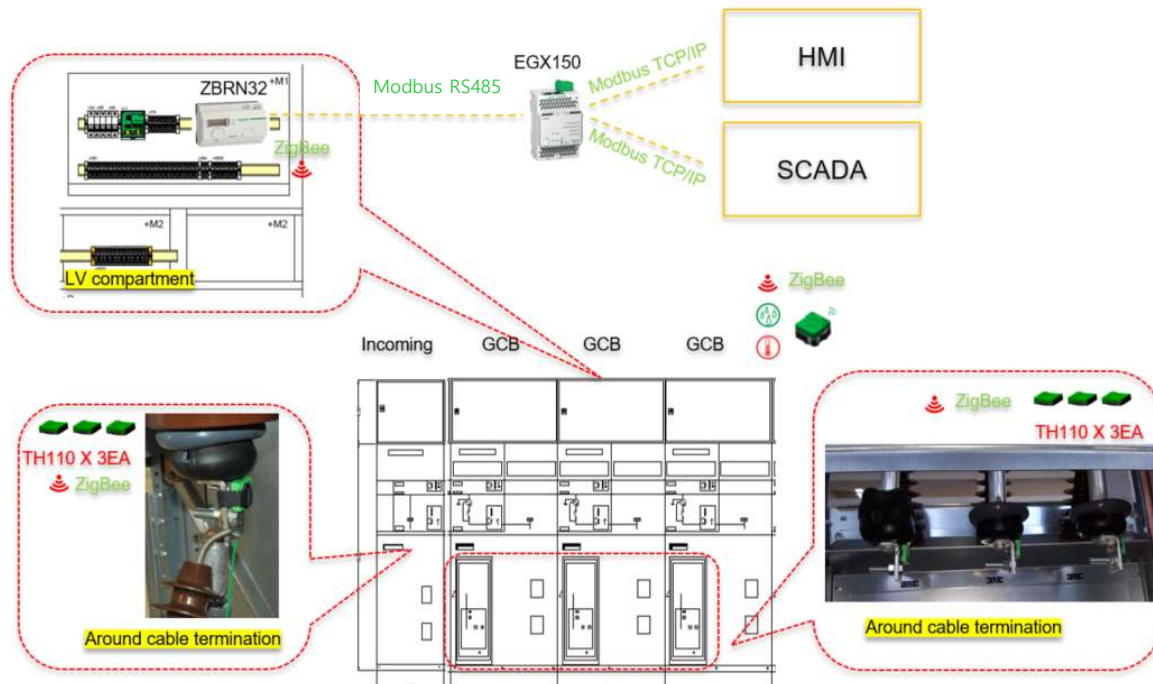 HMI
EGX150
ZBRN32
+M1
Modbus RS485
Modbus TCP/IP
Modbus TCP/IP
SCADA
ZigBee
+M2
+M2
LV compartment
ZigBee
Incoming
GCB
GCB
GCB
ZigBee
TH110 X 3EA
TH110 X 3EA
ZigBee
Around cable termination
Around cable termination